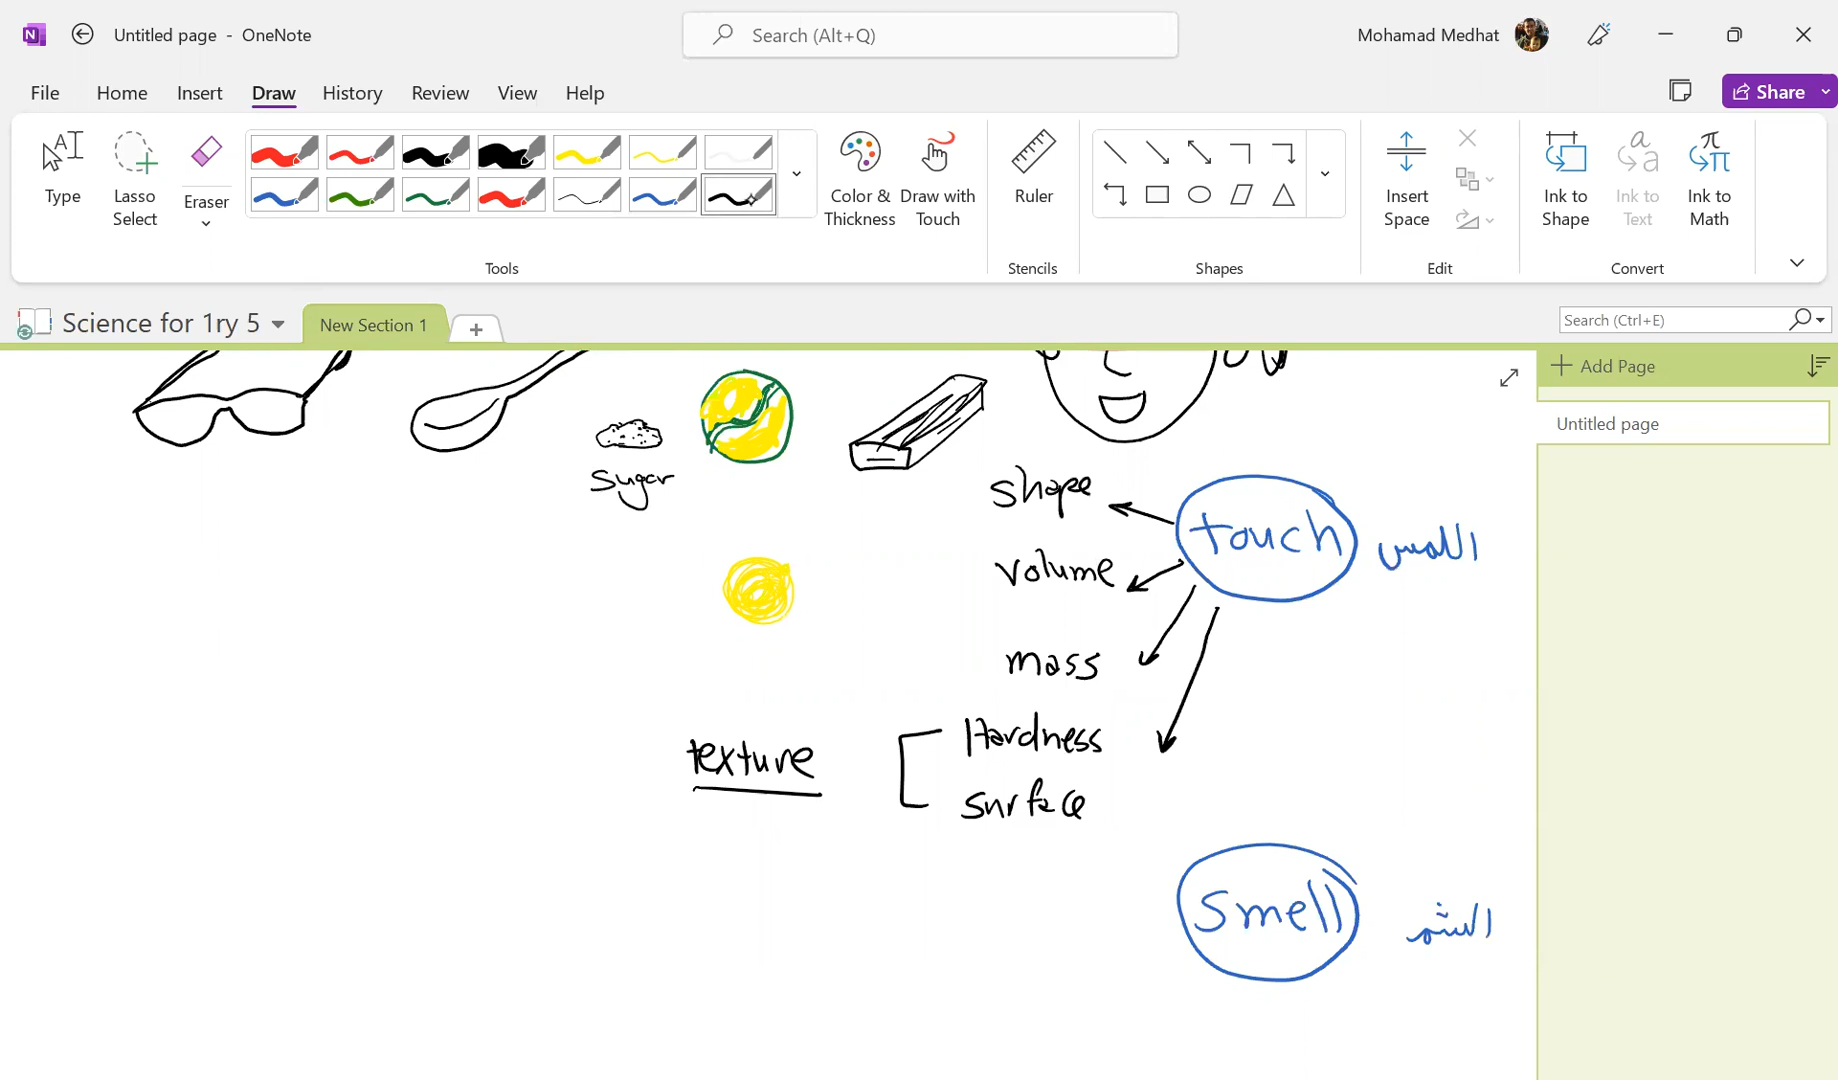 Untitled page - OneNote
Search (Alt+Q)
Mohamad Medhat
File Home Insert Draw History Review View Help
Share
Type
Lasso Select
Eraser
Color & Thickness
Draw with Touch
Ruler
Insert Space
Ink to Shape
Ink to Text
Ink to Math
Tools
Stencils
Shapes
Edit
Convert
Science for 1ry 5
New Section 1
Search (Ctrl+E)
Add Page
Untitled page
sugar
shape
touch
اللمس
volume
mass
Hardness
texture
surface
smell
الشم